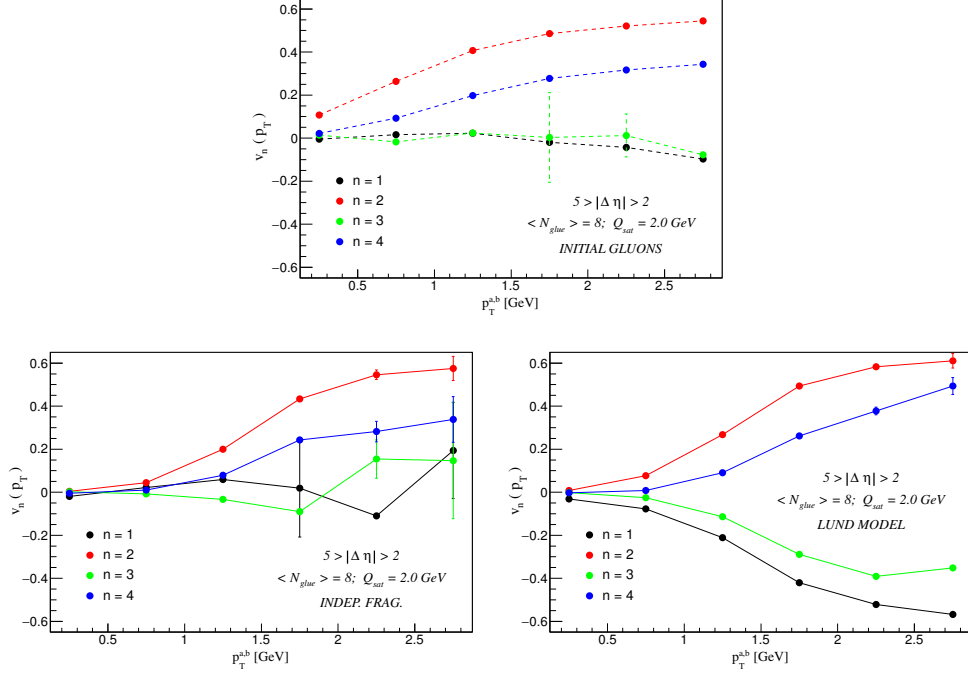 0.6
0.4
0.2
0
−0.2
−0.4
−0.6
v_n ( p_T )
n = 1
n = 2
n = 3
n = 4
5 > |Δ η| > 2
< N_glue > = 8; Q_sat = 2.0 GeV
INITIAL GLUONS
0.5 1 1.5 2 2.5
p_T^a,b [GeV]
0.6
0.4
0.2
0
−0.2
−0.4
−0.6
v_n ( p_T )
n = 1
n = 2
n = 3
n = 4
5 > |Δ η| > 2
< N_glue > = 8; Q_sat = 2.0 GeV
INDEP. FRAG.
0.5 1 1.5 2 2.5
p_T^a,b [GeV]
0.6
0.4
0.2
0
−0.2
−0.4
−0.6
v_n ( p_T )
5 > |Δ η| > 2
< N_glue > = 8; Q_sat = 2.0 GeV
LUND MODEL
n = 1
n = 2
n = 3
n = 4
0.5 1 1.5 2 2.5
p_T^a,b [GeV]